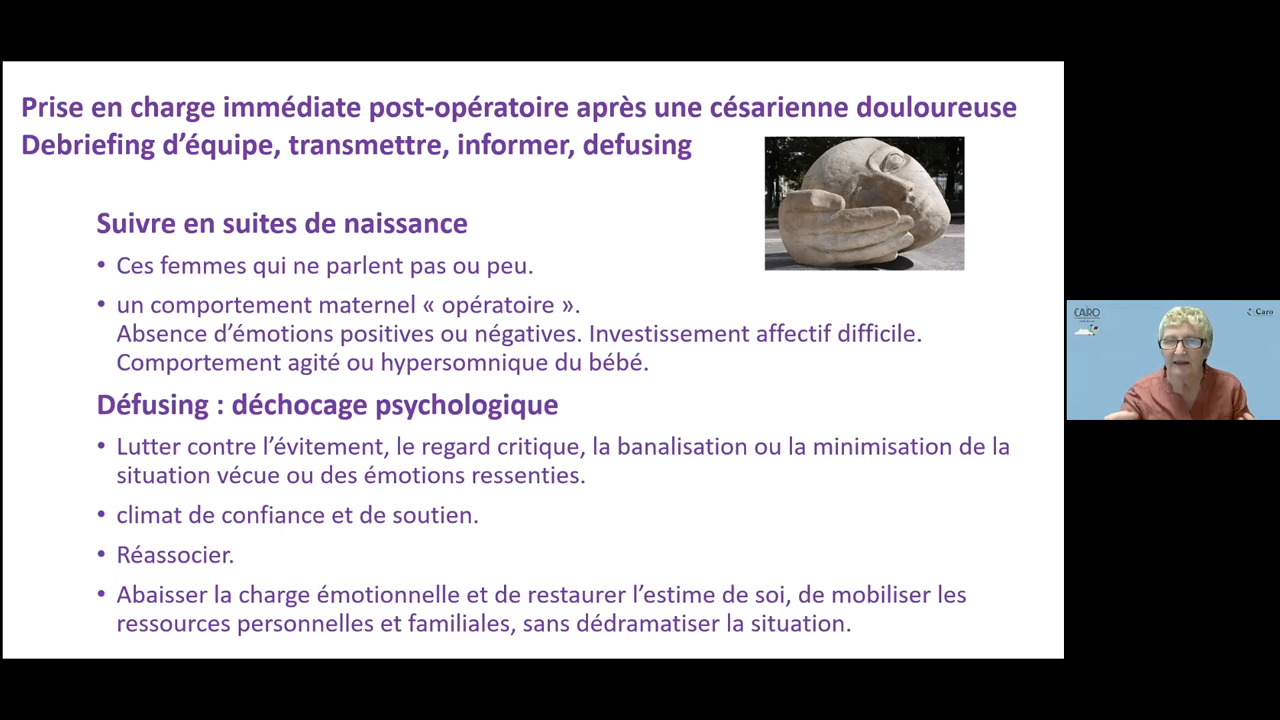 Prise en charge immédiate post-opératoire après une césarienne douloureuse
Debriefing d’équipe, transmettre, informer, defusing
Suivre en suites de naissance
• Ces femmes qui ne parlent pas ou peu.
• un comportement maternel « opératoire ».
Absence d’émotions positives ou négatives. Investissement affectif difficile.
Comportement agité ou hypersomnique du bébé.
Défusing : déchocage psychologique
• Lutter contre l’évitement, le regard critique, la banalisation ou la minimisation de la
situation vécue ou des émotions ressenties.
• climat de confiance et de soutien.
• Réassocier.
• Abaisser la charge émotionnelle et de restaurer l’estime de soi, de mobiliser les
ressources personnelles et familiales, sans dédramatiser la situation.
CARO
Caro